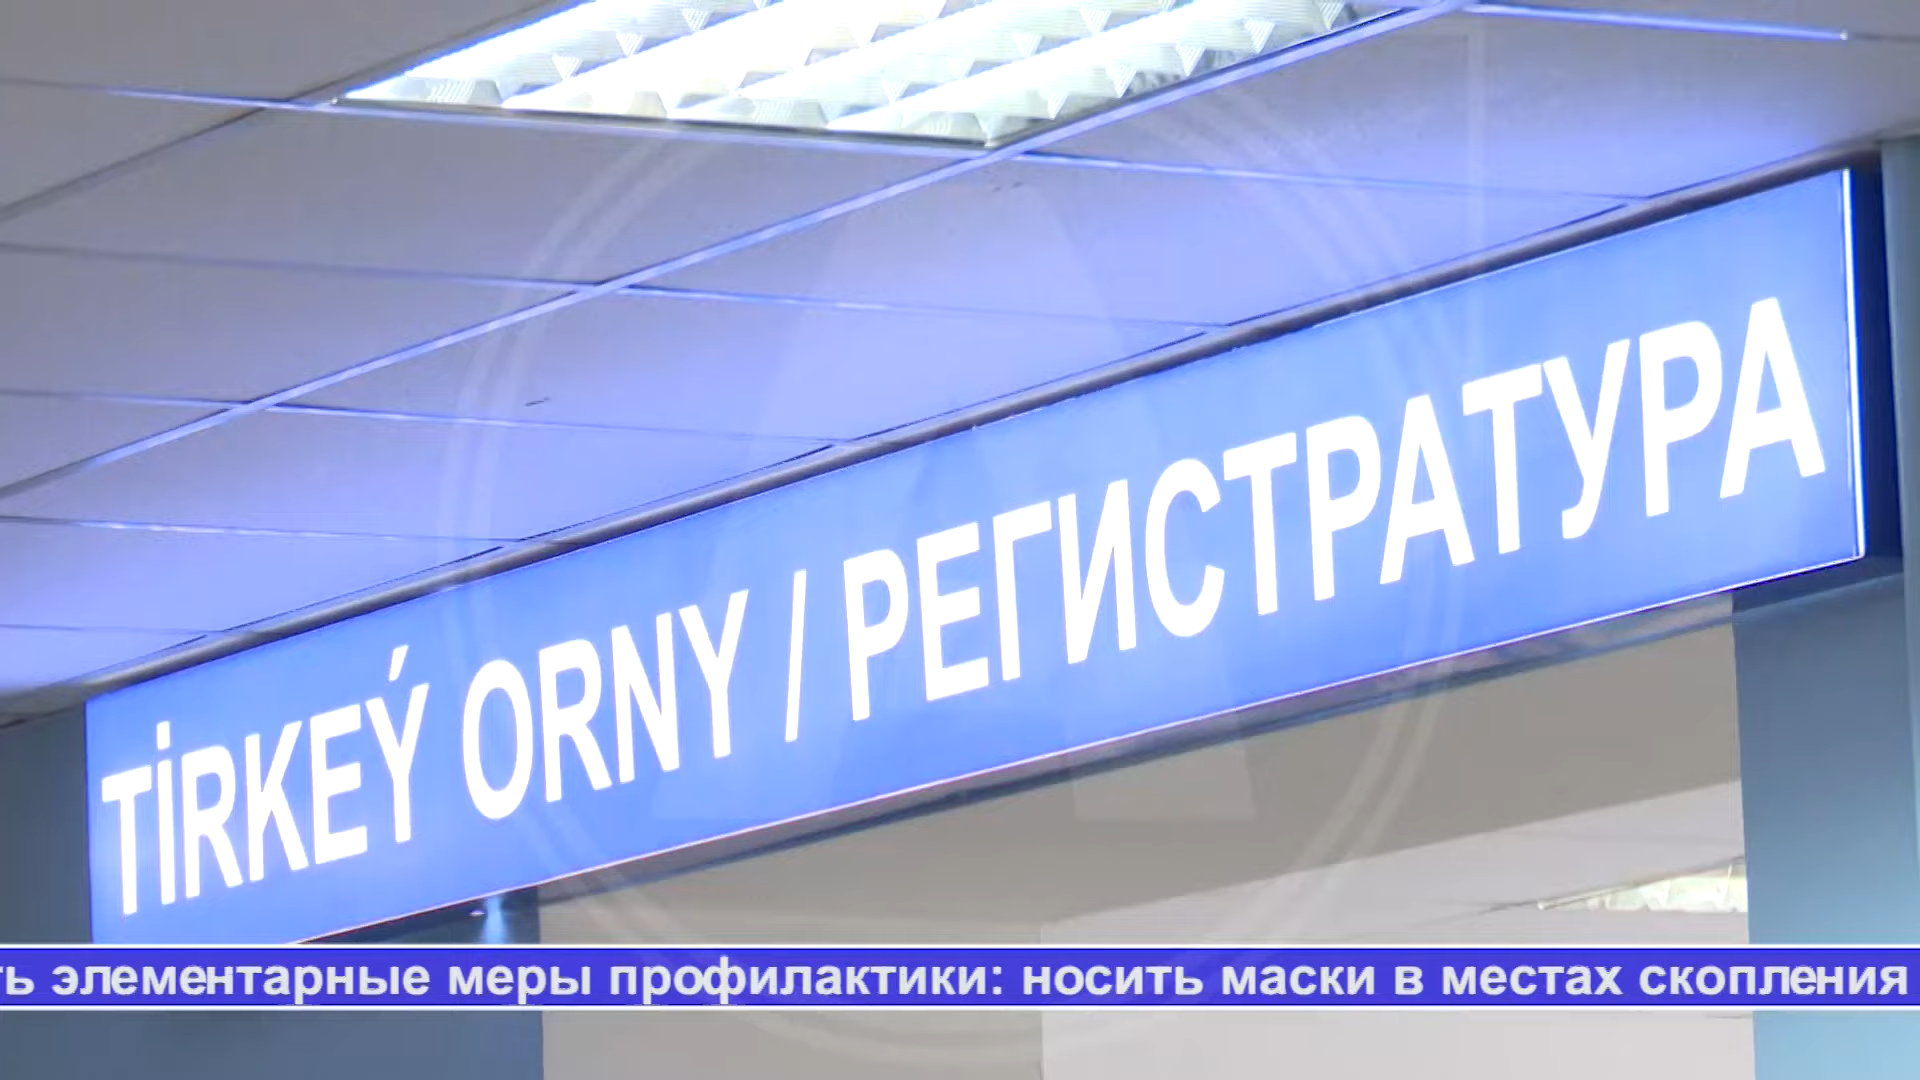 TİRKEÝ ORNY / РЕГИСТРАТУРА
элементарные меры профилактики: носить маски в местах скопления